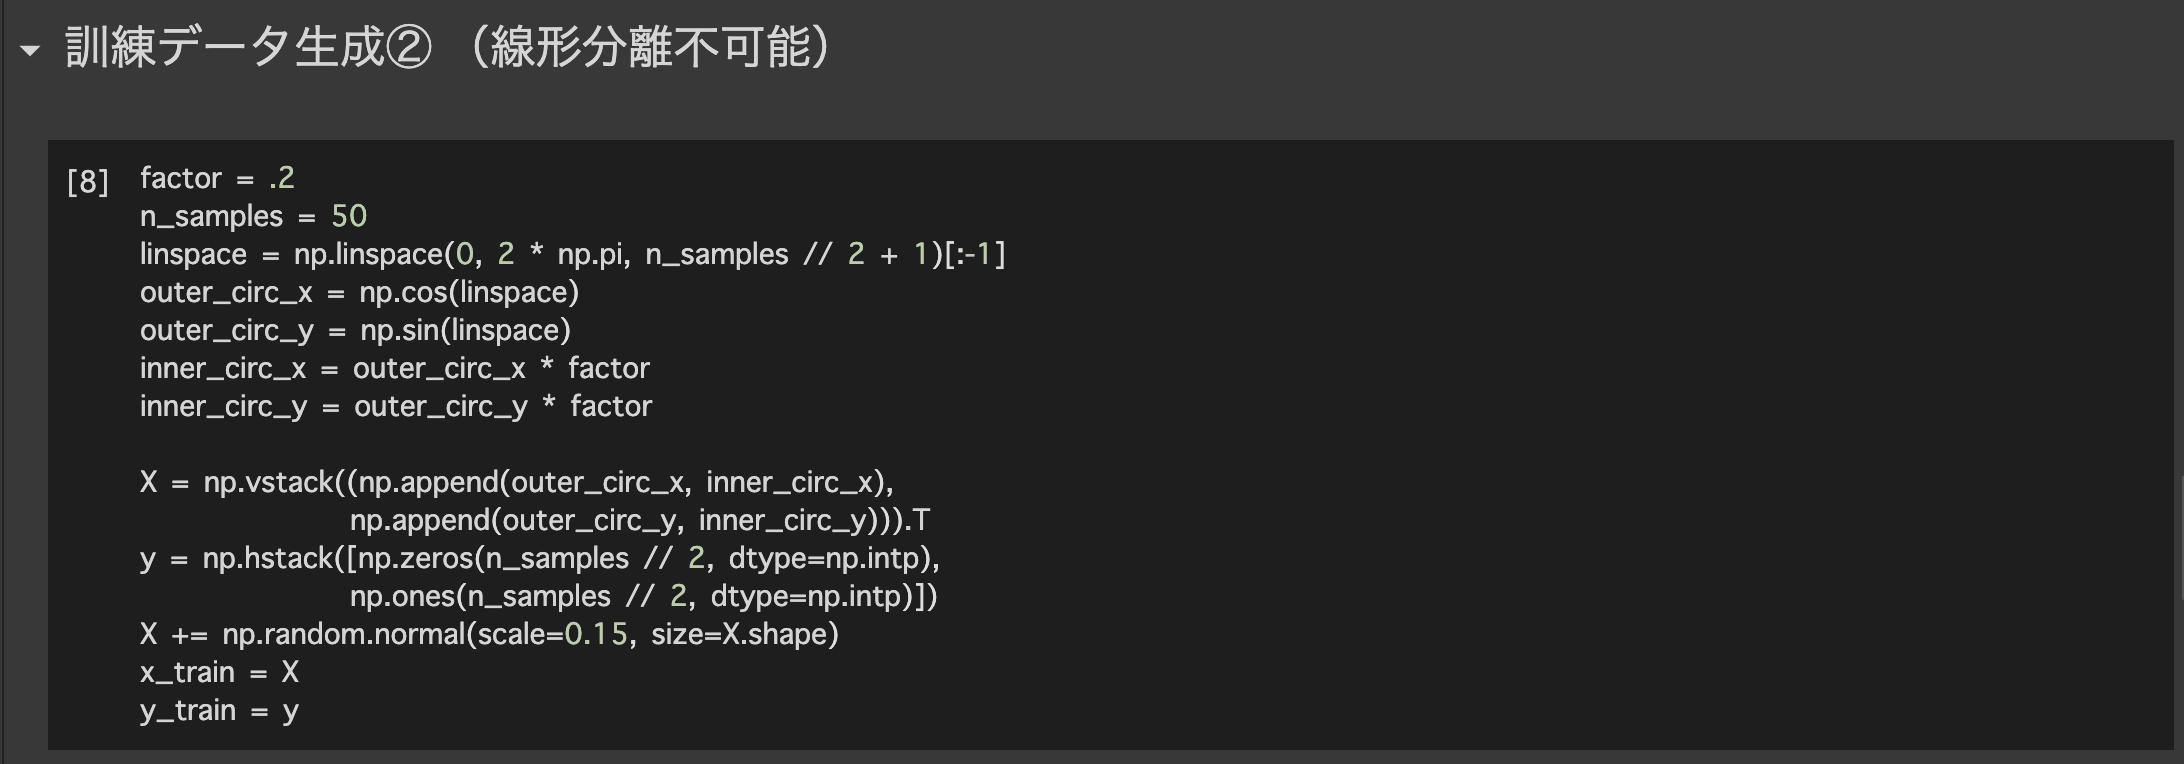 訓練データ生成②（線形分離不可能）
[8] factor = .2
n_samples = 50
linspace = np.linspace(0, 2 * np.pi, n_samples // 2 + 1)[:-1]
outer_circ_x = np.cos(linspace)
outer_circ_y = np.sin(linspace)
inner_circ_x = outer_circ_x * factor
inner_circ_y = outer_circ_y * factor
X = np.vstack((np.append(outer_circ_x, inner_circ_x),
np.append(outer_circ_y, inner_circ_y))).T
y = np.hstack([np.zeros(n_samples // 2, dtype=np.intp),
np.ones(n_samples // 2, dtype=np.intp)])
X += np.random.normal(scale=0.15, size=X.shape)
x_train = X
y_train = y